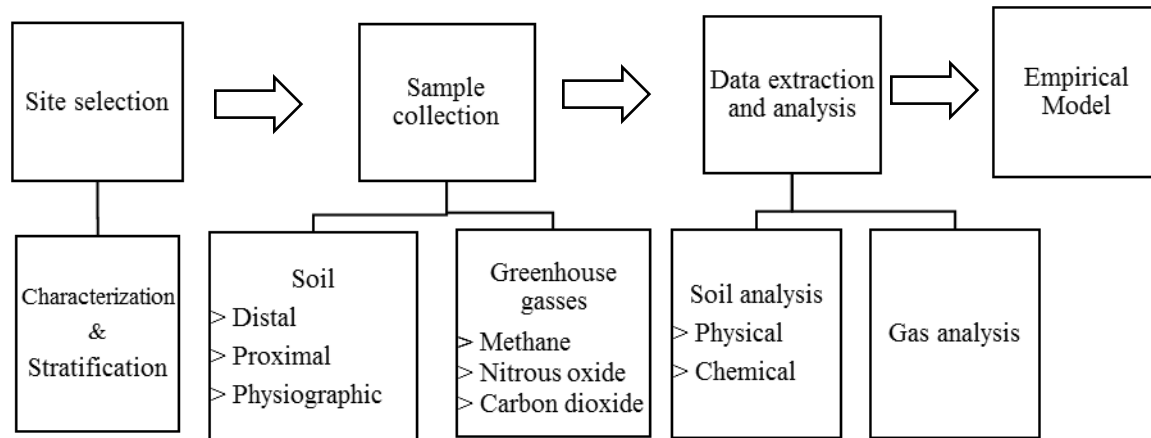 Site selection
Sample
collection
Data extraction
and analysis
Empirical
Model
Characterization
&
Stratification
Soil
> Distal
> Proximal
> Physiographic
Greenhouse
gasses
> Methane
> Nitrous oxide
> Carbon dioxide
Soil analysis
> Physical
> Chemical
Gas analysis